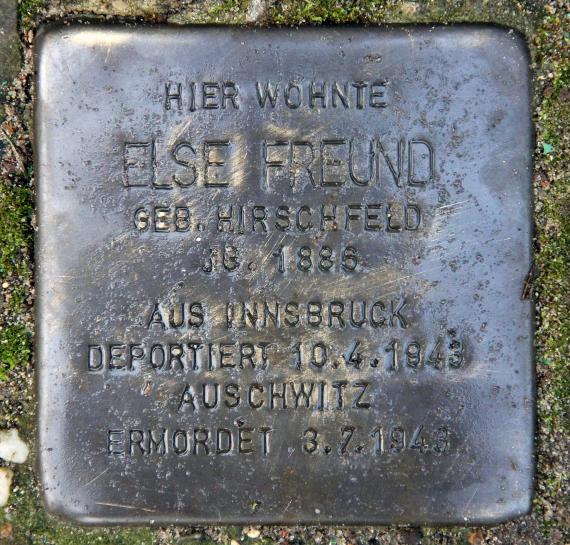 HIER WOHNTE
ELSE FREUND
GEB. HIRSCHFELD
JG. 1886
AUS INNSBRUCK
DEPORTIERT 10.4.1943
AUSCHWITZ
ERMORDET 3.7.1943